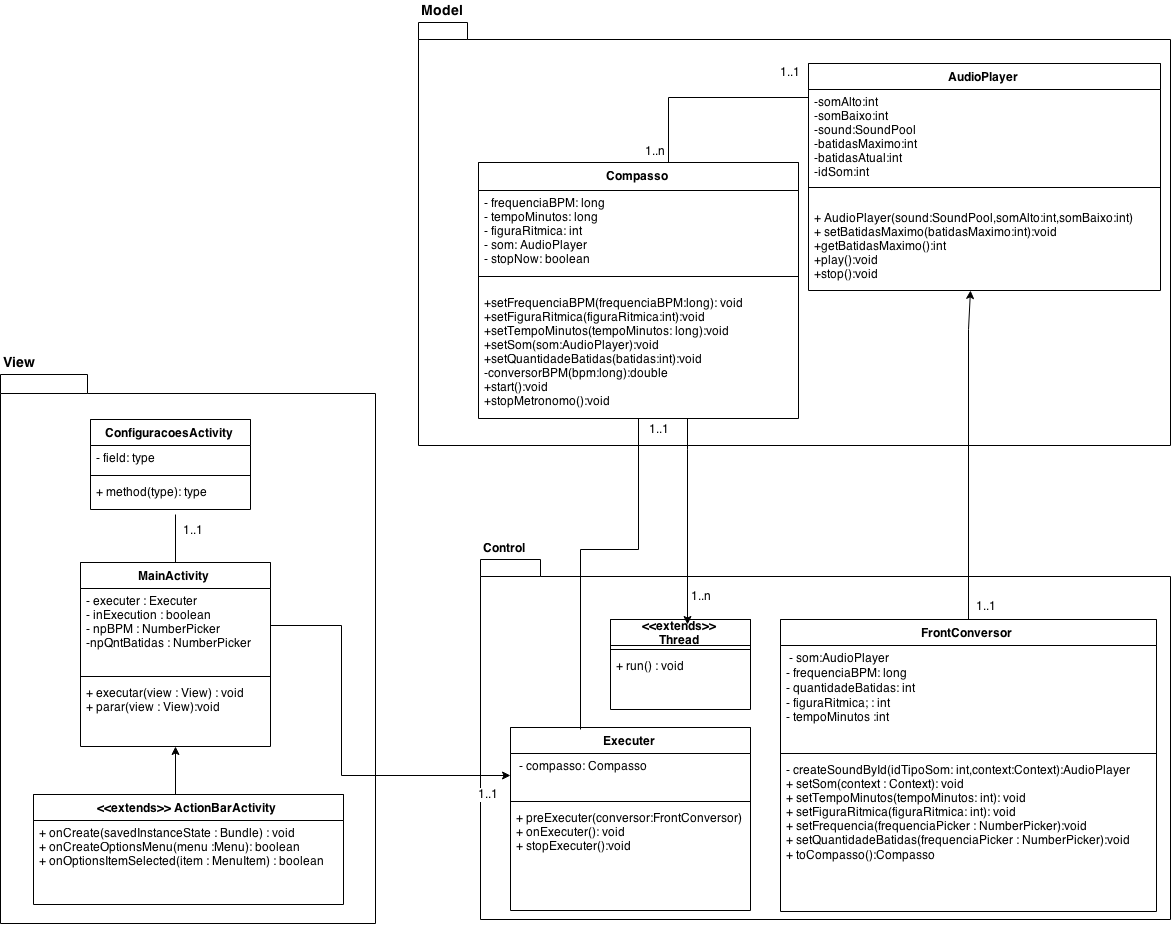 Model
1..1
AudioPlayer
-somAlto:int
-somBaixo:int
-sound:SoundPool
-batidasMaximo:int
-batidasAtual:int
-idSom:int
+ AudioPlayer(sound:SoundPool,somAlto:int,somBaixo:int)
+ setBatidasMaximo(batidasMaximo:int):void
+getBatidasMaximo():int
+play():void
+stop():void
1..n
Compasso
- frequenciaBPM: long
- tempoMinutos: long
- figuraRitmica: int
- som: AudioPlayer
- stopNow: boolean
+setFrequenciaBPM(frequenciaBPM:long): void
+setFiguraRitmica(figuraRitmica:int):void
+setTempoMinutos(tempoMinutos: long):void
+setSom(som:AudioPlayer):void
+setQuantidadeBatidas(batidas:int):void
-conversorBPM(bpm:long):double
+start():void
+stopMetronomo():void
1..1
View
ConfiguracoesActivity
- field: type
+ method(type): type
1..1
MainActivity
- executer : Executer
- inExecution : boolean
- npBPM : NumberPicker
-npQntBatidas : NumberPicker
+ executar(view : View) : void
+ parar(view : View):void
<<extends>> ActionBarActivity
+ onCreate(savedInstanceState : Bundle) : void
+ onCreateOptionsMenu(menu :Menu): boolean
+ onOptionsItemSelected(item : MenuItem) : boolean
Control
1..n
<<extends>>
Thread
+ run() : void
1..1
Executer
- compasso: Compasso
+ preExecuter(conversor:FrontConversor)
+ onExecuter(): void
+ stopExecuter():void
1..1
FrontConversor
- som:AudioPlayer
- frequenciaBPM: long
- quantidadeBatidas: int
- figuraRitmica; : int
- tempoMinutos :int
- createSoundById(idTipoSom: int,context:Context):AudioPlayer
+ setSom(context : Context): void
+ setTempoMinutos(tempoMinutos: int): void
+ setFiguraRitmica(figuraRitmica: int): void
+ setFrequencia(frequenciaPicker : NumberPicker):void
+ setQuantidadeBatidas(frequenciaPicker : NumberPicker):void
+ toCompasso():Compasso